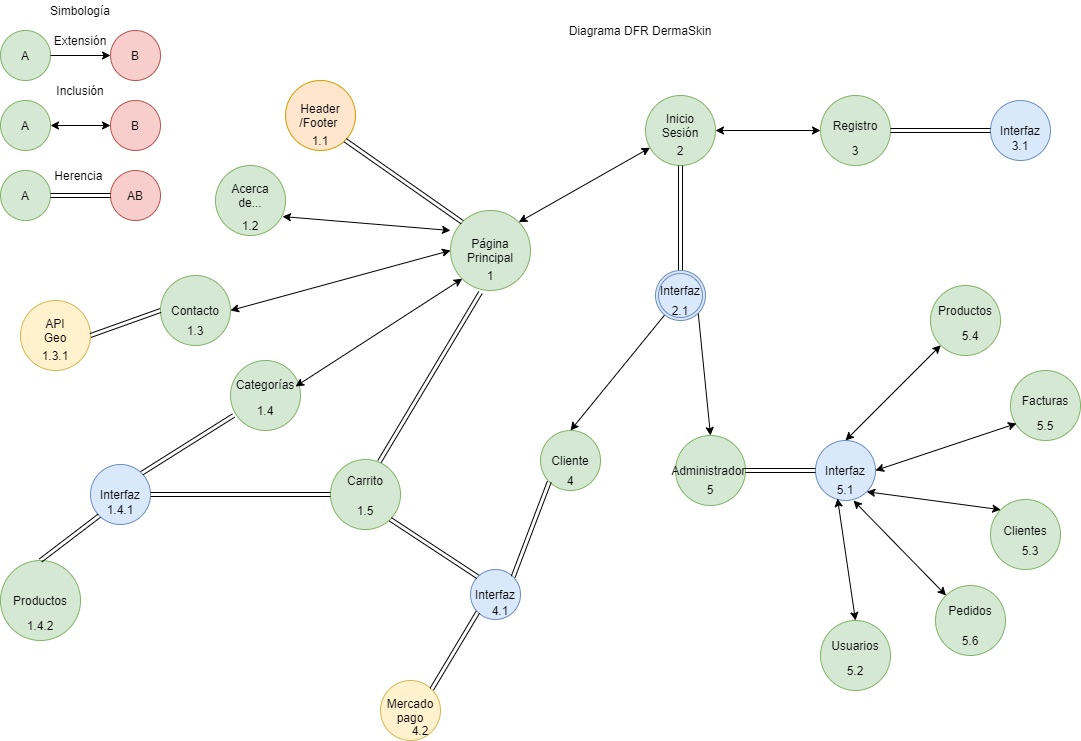 Simbología
Extensión
A
B
Inclusión
A
B
Herencia
A
AB
Diagrama DFR DermaSkin
Header
/Footer
1.1
Acerca
de...
1.2
Página
Principal
1
Inicio
Sesión
2
Registro
3
Interfaz
3.1
Contacto
1.3
API
Geo
1.3.1
Categorías
1.4
Interfaz
2.1
Interfaz
1.4.1
Carrito
1.5
Productos
1.4.2
Cliente
4
Interfaz
4.1
Mercado
pago
4.2
Administrador
5
Interfaz
5.1
Productos
5.4
Facturas
5.5
Clientes
5.3
Pedidos
5.6
Usuarios
5.2